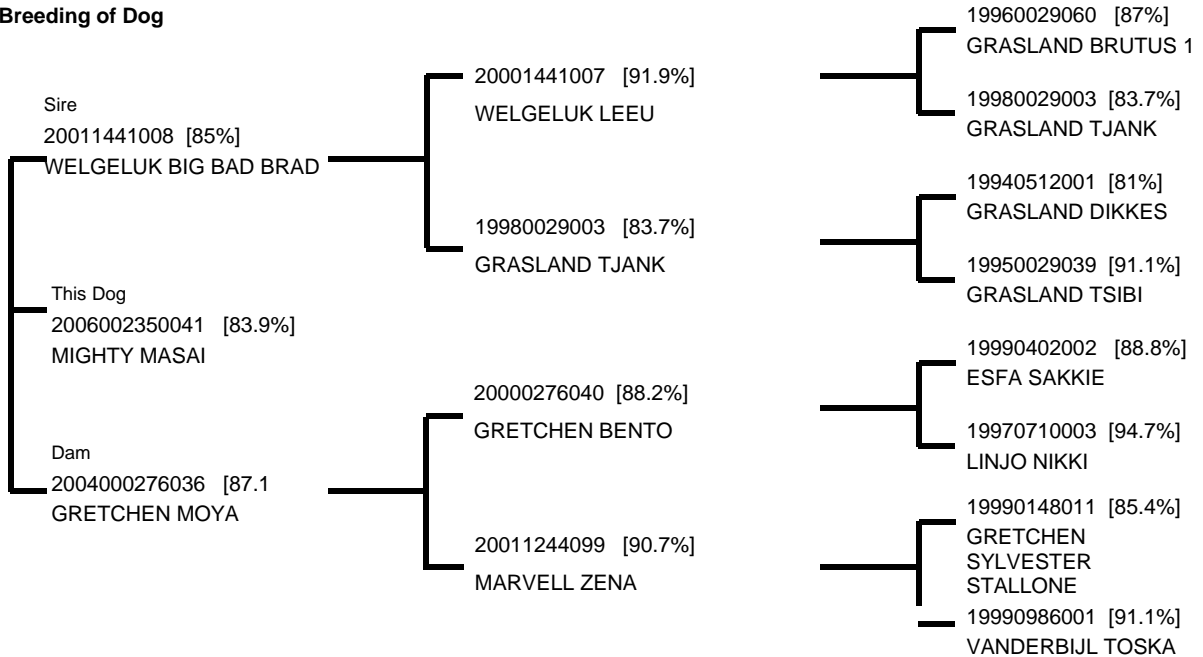 Breeding of Dog
Sire
20011441008 [85%]
WELGELUK BIG BAD BRAD
This Dog
2006002350041 [83.9%]
MIGHTY MASAI
Dam
2004000276036 [87.1
GRETCHEN MOYA
20001441007 [91.9%]
WELGELUK LEEU
19980029003 [83.7%]
GRASLAND TJANK
20000276040 [88.2%]
GRETCHEN BENTO
20011244099 [90.7%]
MARVELL ZENA
19960029060 [87%]
GRASLAND BRUTUS 1
19980029003 [83.7%]
GRASLAND TJANK
19940512001 [81%]
GRASLAND DIKKES
19950029039 [91.1%]
GRASLAND TSIBI
19990402002 [88.8%]
ESFA SAKKIE
19970710003 [94.7%]
LINJO NIKKI
19990148011 [85.4%]
GRETCHEN
SYLVESTER
STALLONE
19990986001 [91.1%]
VANDERBIJL TOSKA